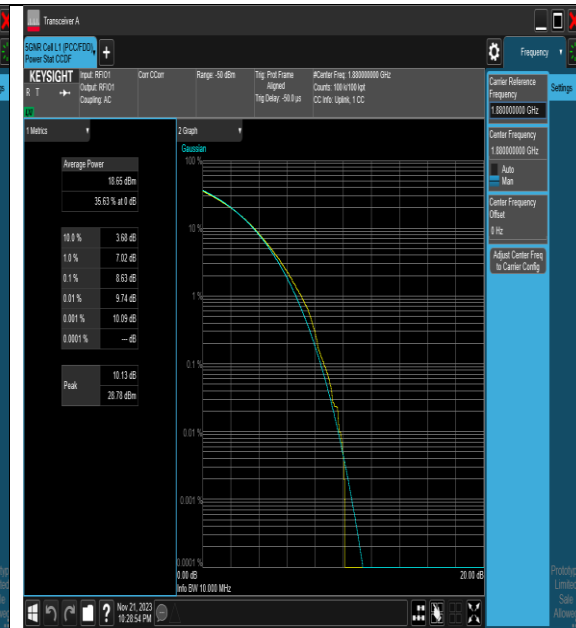 Transceiver A
5GNR Cell L1 (PCC/FDD),
Power Stat CCDF
+
Frequency
KEYSIGHT
R T
Input: RFIO1
Output: RFIO1
Coupling: AC
Corr CCorr
Range: -50 dBm
Trig: Prot Frame
Aligned
Trig Delay: -50.0 µs
#Center Freq: 1.880000000 GHz
Counts: 100 k/100 kpt
CC Info: Uplink, 1 CC
1 Metrics
Average Power
18.65 dBm
35.63 % at 0 dB
10.0 % 3.68 dB
1.0 % 7.02 dB
0.1 % 8.63 dB
0.01 % 9.74 dB
0.001 % 10.09 dB
0.0001 % --- dB
Peak
10.13 dB
28.78 dBm
2 Graph
Gaussian
100 %
10 %
1 %
0.1 %
0.01 %
0.001 %
0.0001 %
0.00 dB
20.00 dB
Info BW 10.000 MHz
Carrier Reference
Frequency
1.880000000 GHz
Center Frequency
1.880000000 GHz
Auto
Man
Center Frequency
Offset
0 Hz
Adjust Center Freq
to Carrier Config
Settings
?
Nov 21, 2023
10:28:54 PM